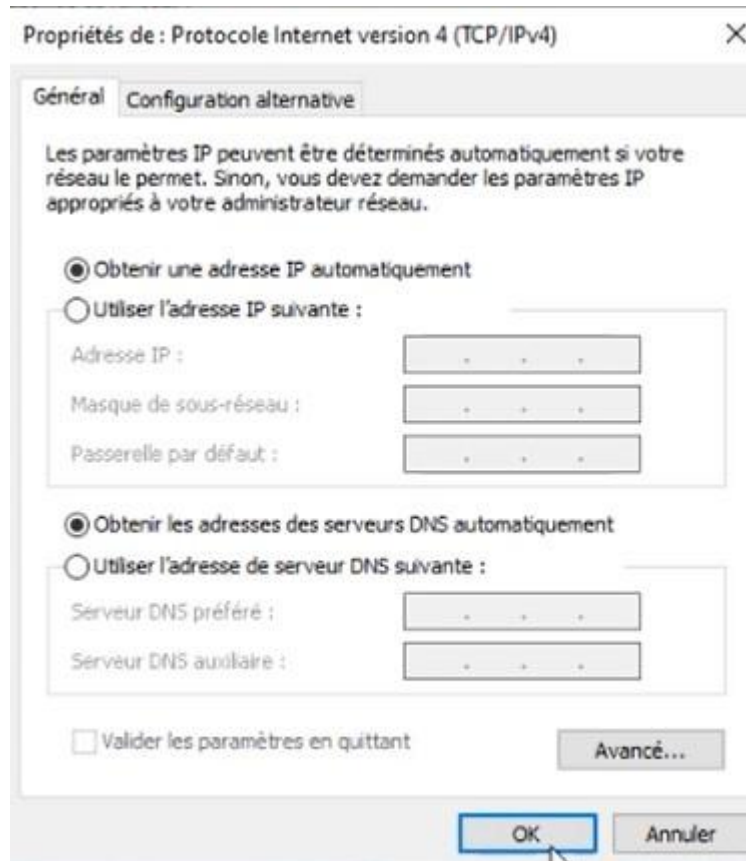 Propriétés de : Protocole Internet version 4 (TCP/IPv4)
Général
Configuration alternative
Les paramètres IP peuvent être déterminés automatiquement si votre
réseau le permet. Sinon, vous devez demander les paramètres IP
appropriés à votre administrateur réseau.
Obtenir une adresse IP automatiquement
Utiliser l'adresse IP suivante :
Adresse IP :
Masque de sous-réseau :
Passerelle par défaut :
Obtenir les adresses des serveurs DNS automatiquement
Utiliser l'adresse de serveur DNS suivante :
Serveur DNS préféré :
Serveur DNS auxiliaire :
Valider les paramètres en quittant
Avancé...
OK
Annuler